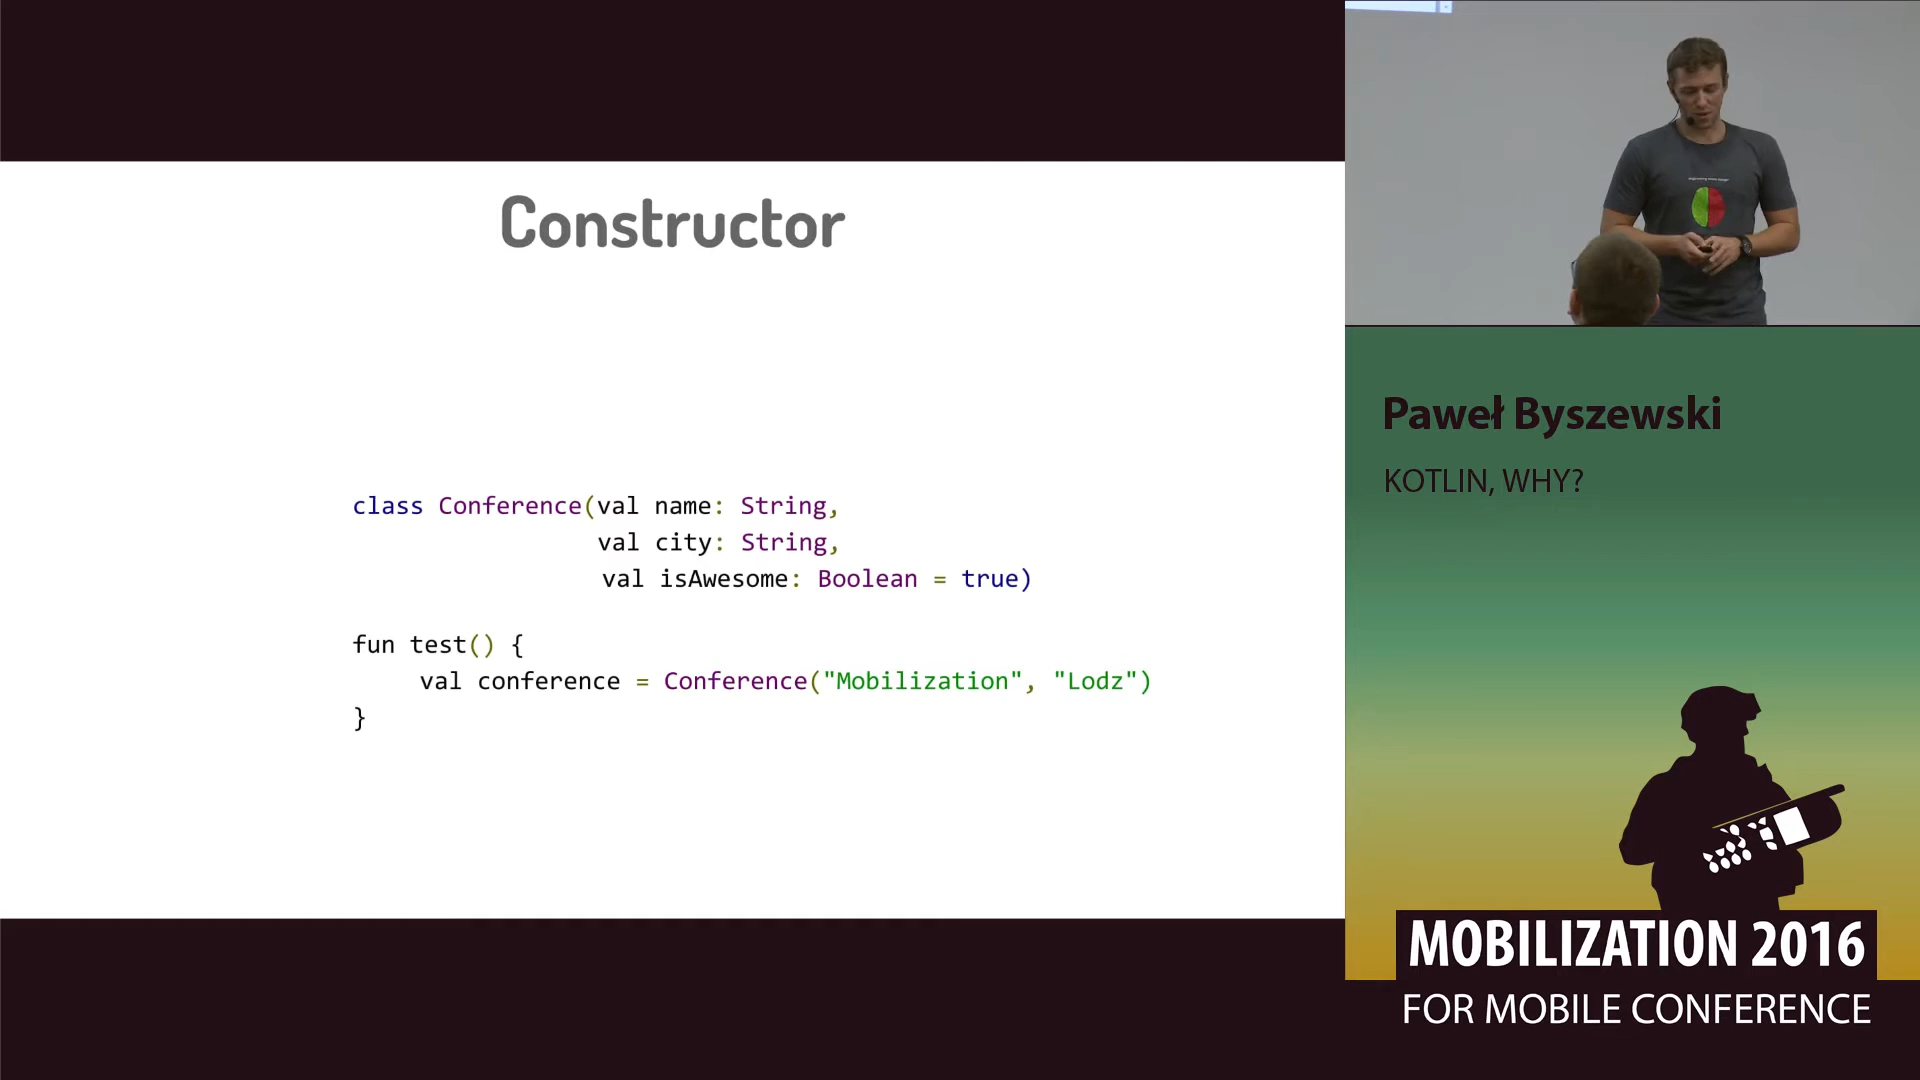 Constructor
class Conference(val name: String,
val city: String,
val isAwesome: Boolean = true)
fun test() {
val conference = Conference("Mobilization", "Lodz")
}
Paweł Byszewski
KOTLIN, WHY?
MOBILIZATION 2016
FOR MOBILE CONFERENCE